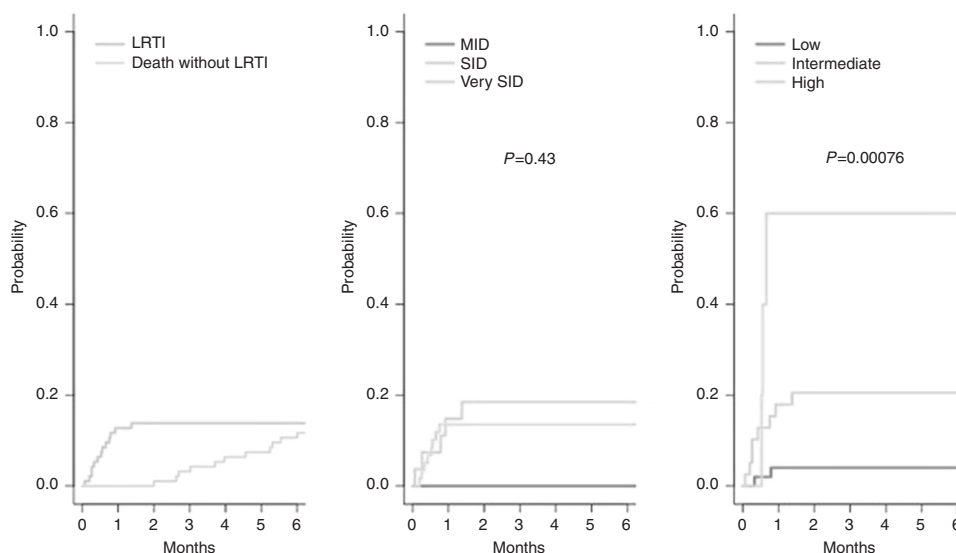 1.0
0.8
0.6
0.4
0.2
0.0
Probability
LRTI
Death without LRTI
0 1 2 3 4 5 6
Months
1.0
0.8
0.6
0.4
0.2
0.0
Probability
MID
SID
Very SID
P=0.43
0 1 2 3 4 5 6
Months
1.0
0.8
0.6
0.4
0.2
0.0
Probability
Low
Intermediate
High
P=0.00076
0 1 2 3 4 5 6
Months